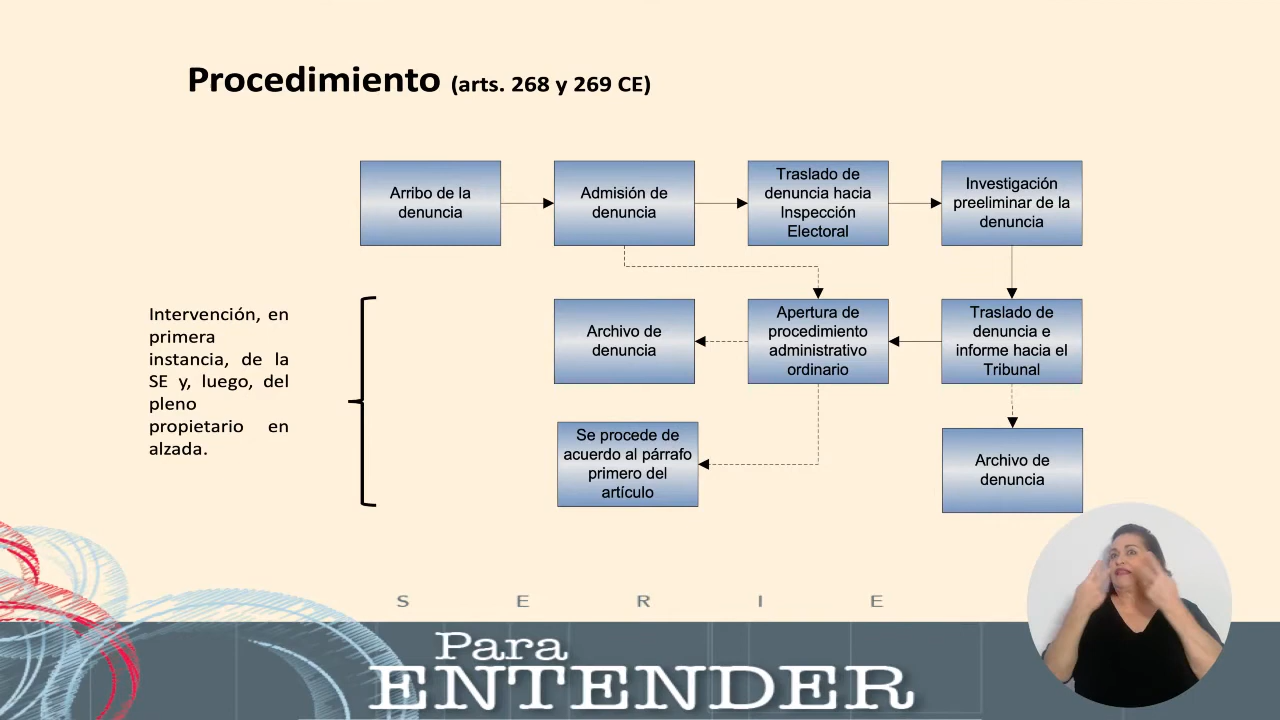 Procedimiento (arts. 268 y 269 CE)
Arribo de la
denuncia
Admisión de
denuncia
Traslado de
denuncia hacia
Inspección
Electoral
Investigación
preeliminar de la
denuncia
Intervención, en
primera
instancia, de la
SE y, luego, del
pleno
propietario en
alzada.
Archivo de
denuncia
Apertura de
procedimiento
administrativo
ordinario
Traslado de
denuncia e
informe hacia el
Tribunal
Se procede de
acuerdo al párrafo
primero del
artículo
Archivo de
denuncia
SERIE
Para
ENTENDER